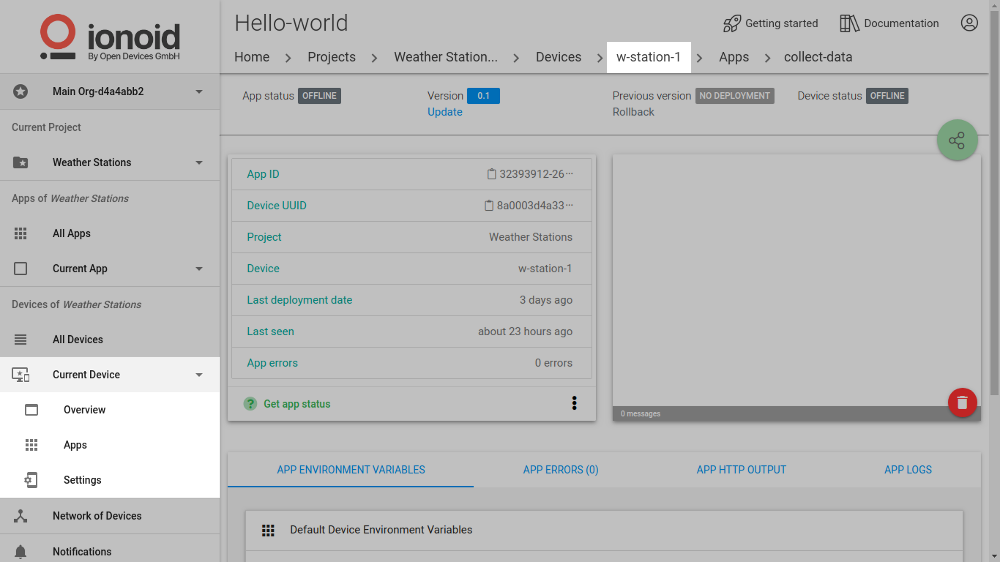 ionoid
By Open Devices GmbH
Main Org-d4a4abb2
Current Project
Weather Stations
Apps of Weather Stations
All Apps
Current App
Devices of Weather Stations
All Devices
Current Device
Overview
Apps
Settings
Network of Devices
Notifications
Hello-world
Getting started
Documentation
Home > Projects > Weather Station... > Devices > w-station-1 > Apps > collect-data
App status OFFLINE
Version 0.1
Update
Previous version NO DEPLOYMENT
Rollback
Device status OFFLINE
App ID 32393912-26···
Device UUID 8a0003d4a33···
Project Weather Stations
Device w-station-1
Last deployment date 3 days ago
Last seen about 23 hours ago
App errors 0 errors
? Get app status
0 messages
APP ENVIRONMENT VARIABLES
APP ERRORS (0)
APP HTTP OUTPUT
APP LOGS
Default Device Environment Variables